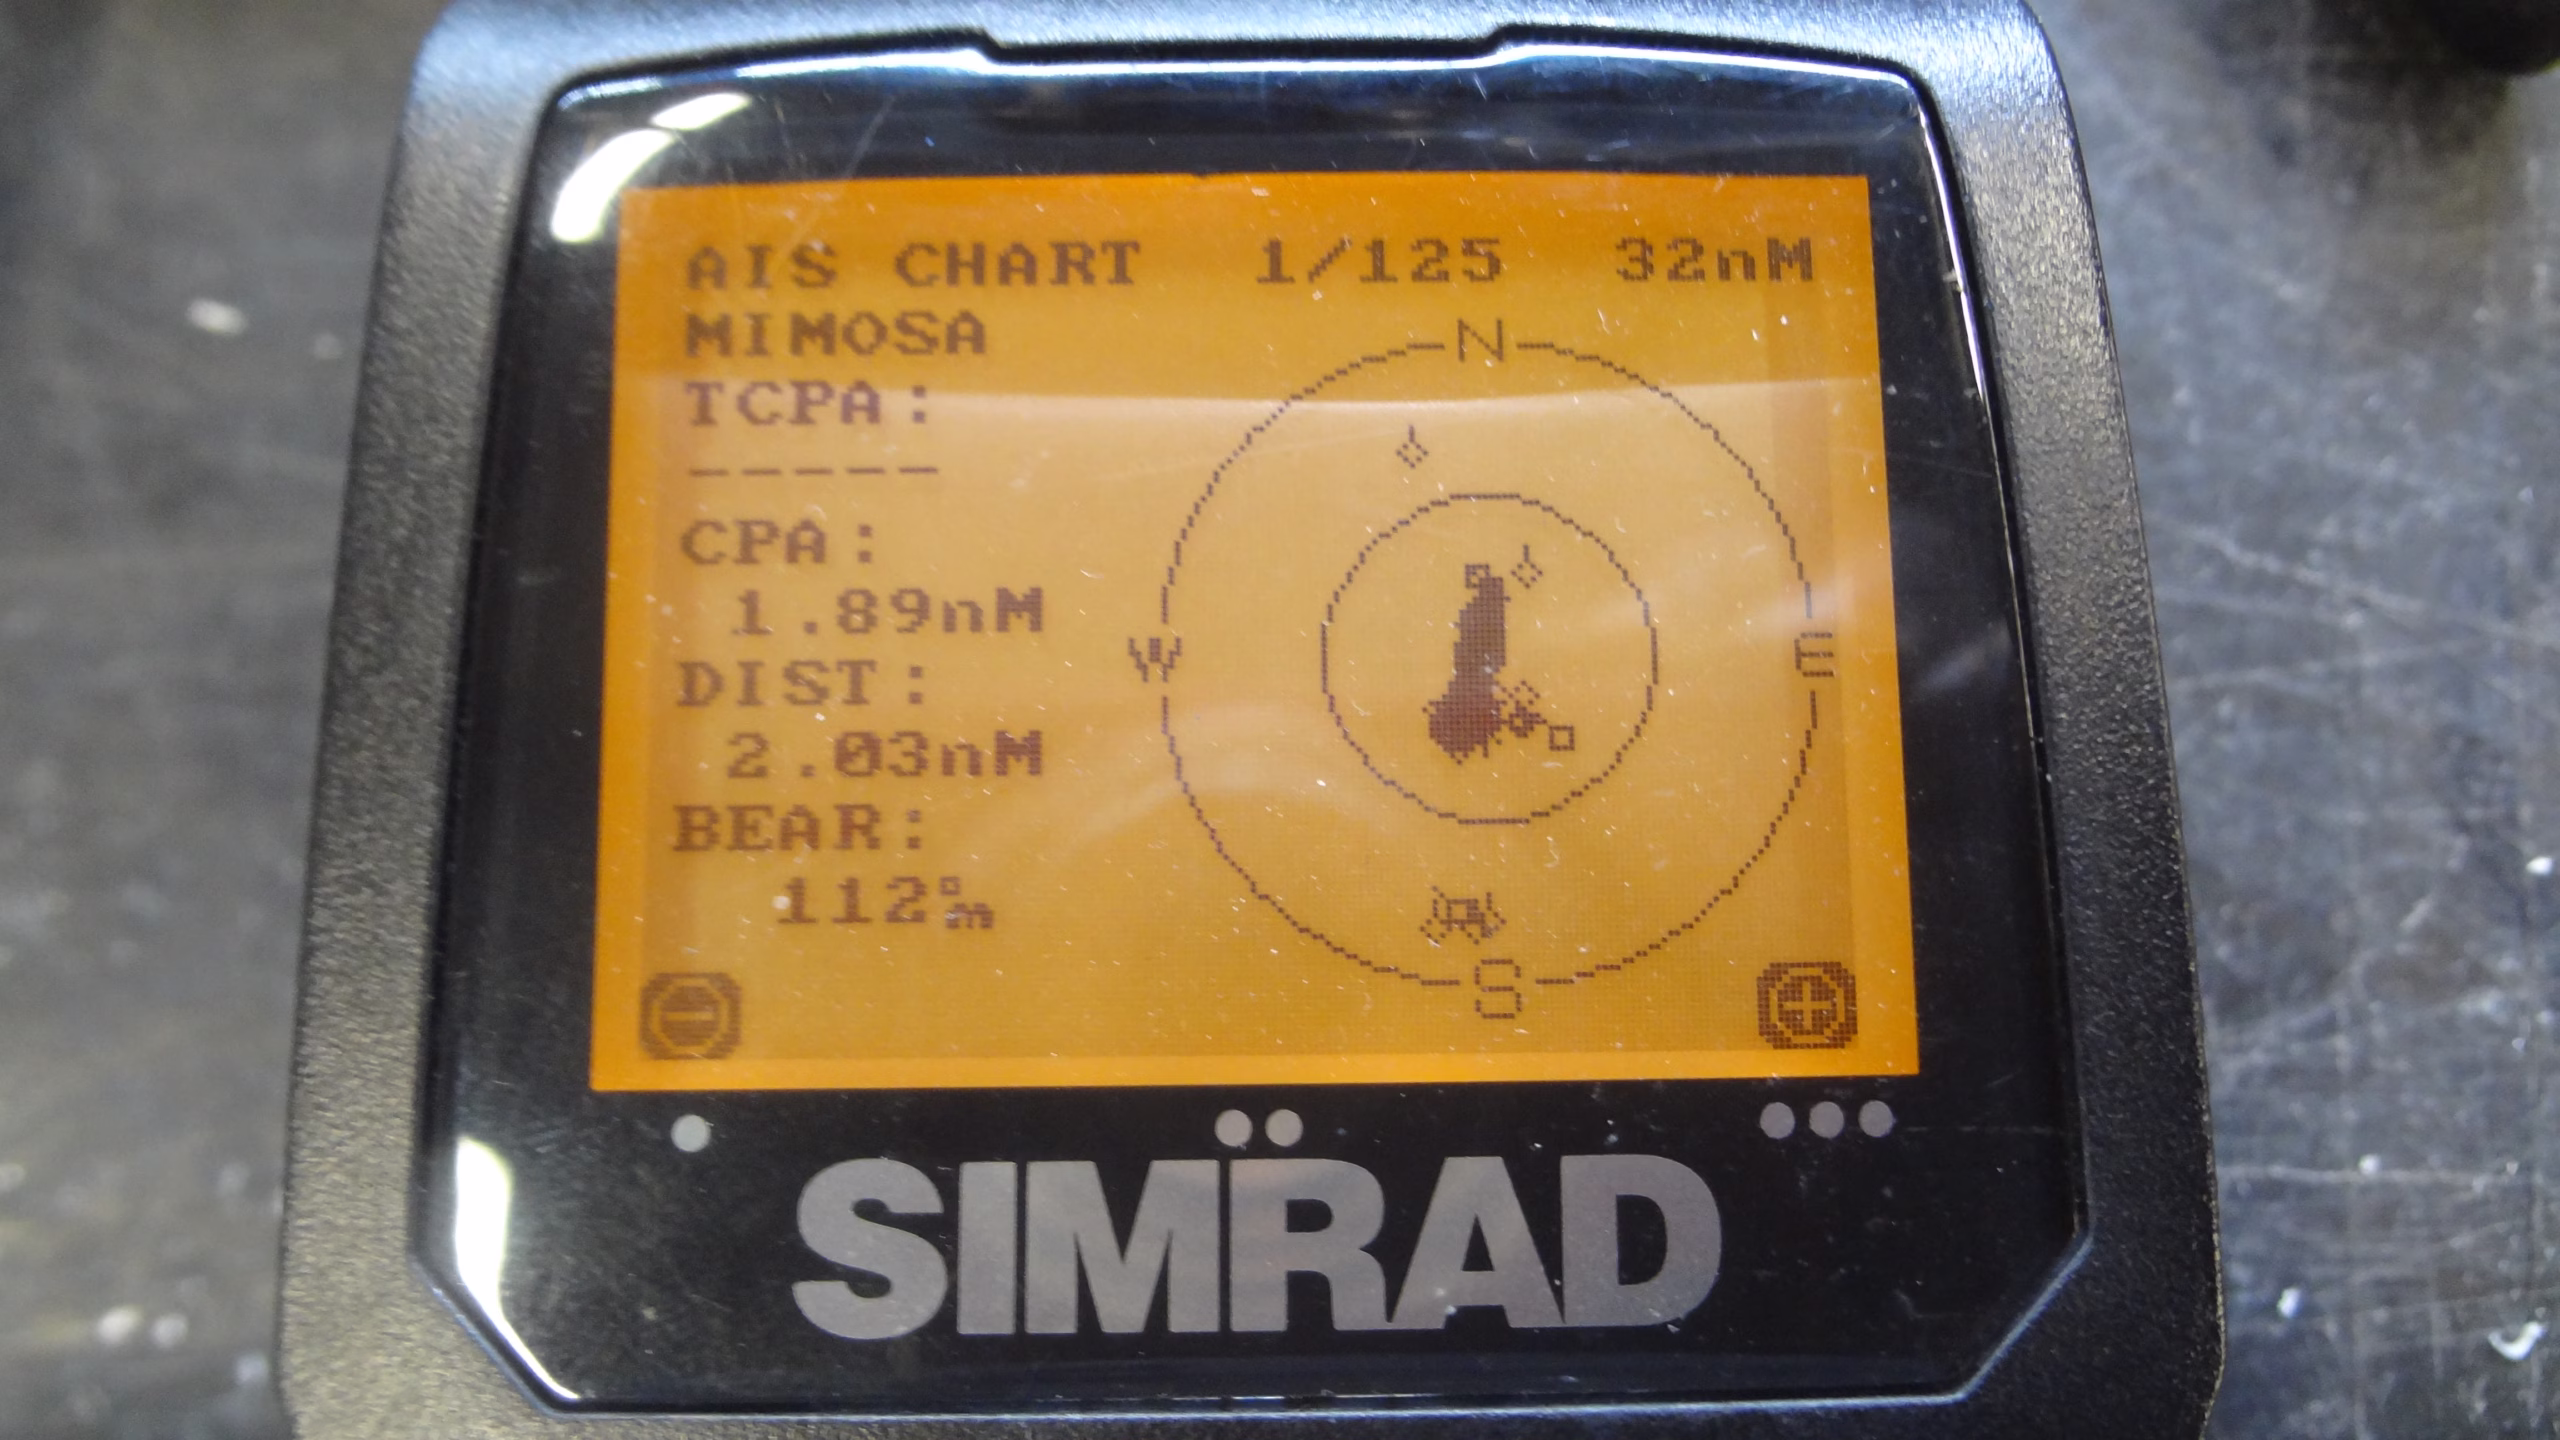 AIS CHART 1/125 32nM
MIMOSA
TCPA:
-----
CPA:
1.89nM
DIST:
2.03nM
BEAR:
112°m
N
W
E
S
SIMRAD